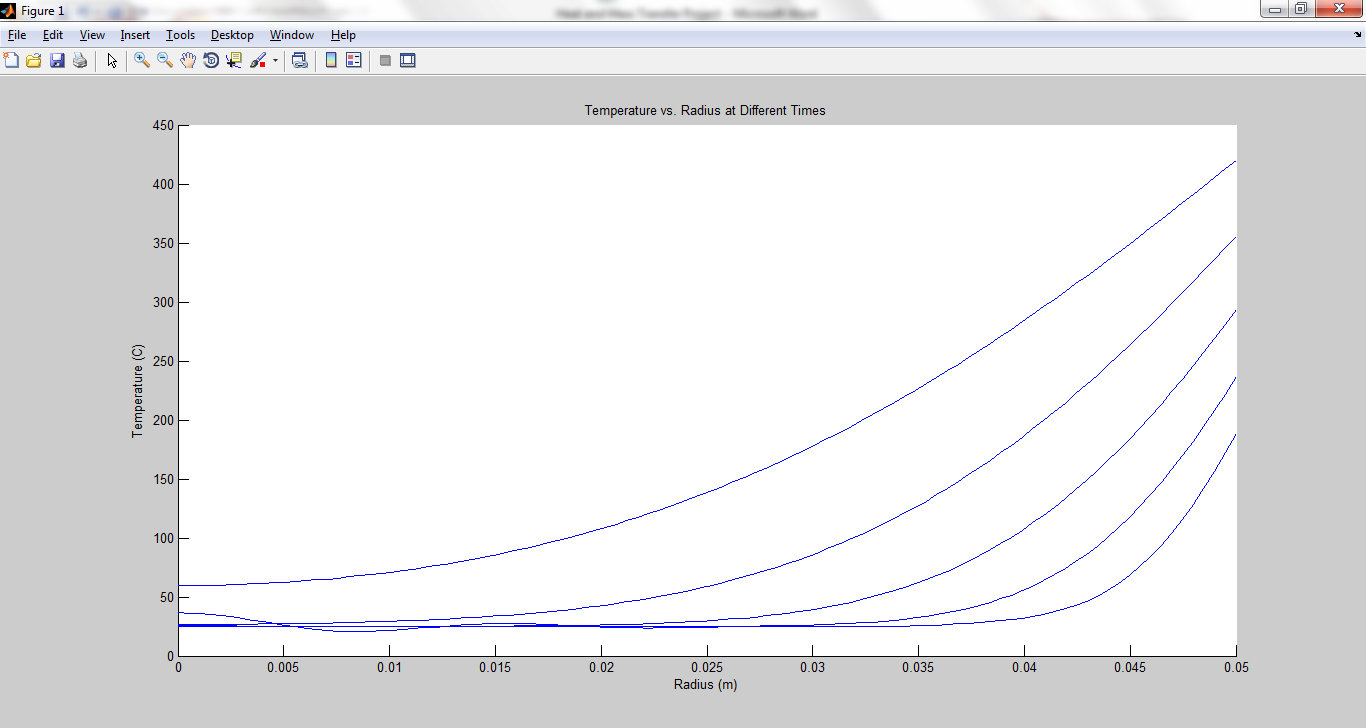 Figure 1
Heat and Mass Transfer Project - Microsoft Word
File Edit View Insert Tools Desktop Window Help
Temperature vs. Radius at Different Times
450
400
350
300
250
200
150
100
50
0
Temperature (C)
0 0.005 0.01 0.015 0.02 0.025 0.03 0.035 0.04 0.045 0.05
Radius (m)